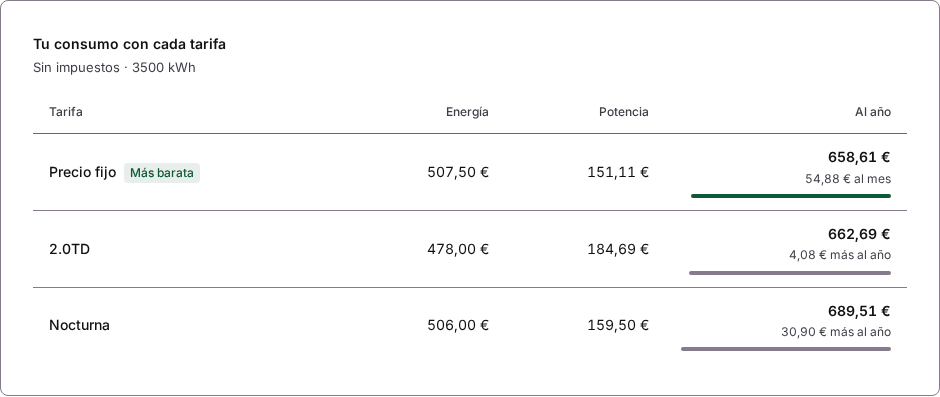 Tu consumo con cada tarifa
Sin impuestos · 3500 kWh
Tarifa Energía Potencia Al año
Precio fijo Más barata 507,50 € 151,11 € 658,61 €
54,88 € al mes
2.0TD 478,00 € 184,69 € 662,69 €
4,08 € más al año
Nocturna 506,00 € 159,50 € 689,51 €
30,90 € más al año